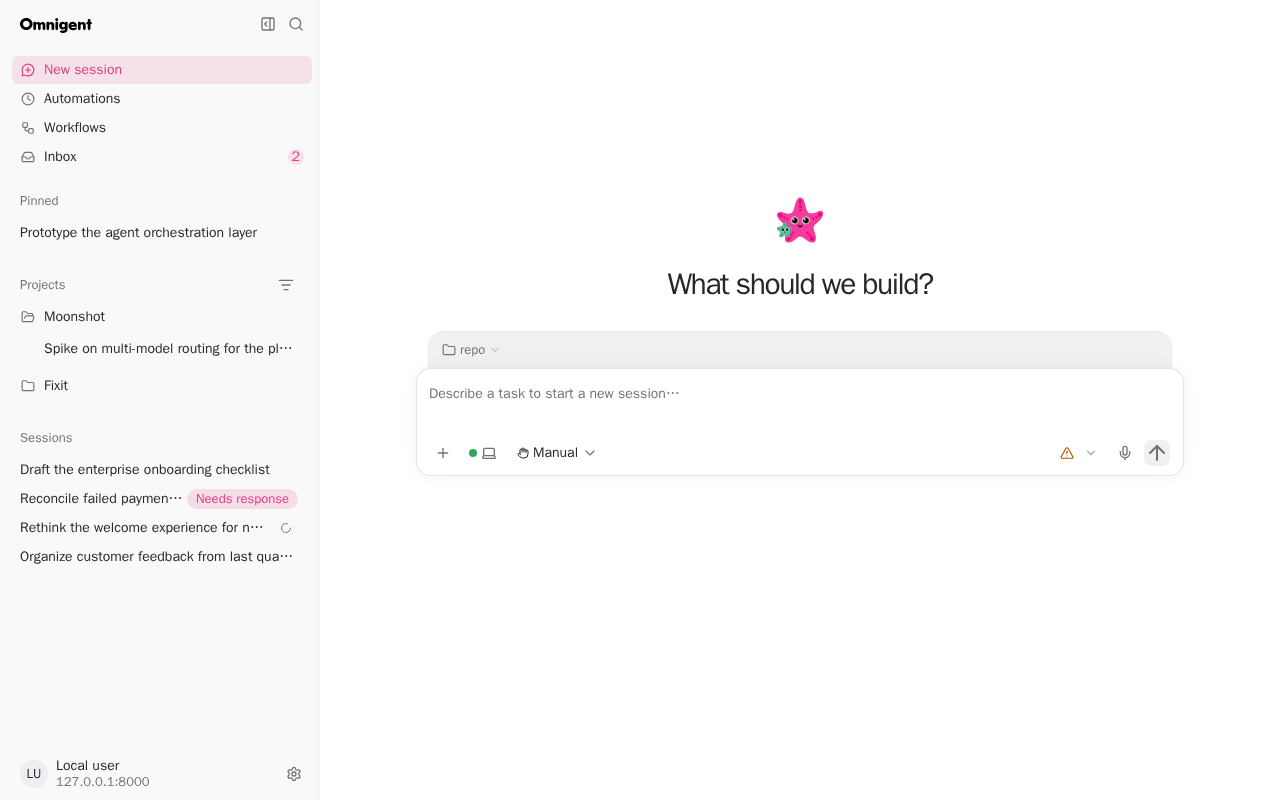 Omnigent
New session
Automations
Workflows
Inbox
2
Pinned
Prototype the agent orchestration layer
Projects
Moonshot
Spike on multi-model routing for the pl…
Fixit
Sessions
Draft the enterprise onboarding checklist
Reconcile failed paymen…
Needs response
Rethink the welcome experience for n…
Organize customer feedback from last qua…
LU
Local user
127.0.0.1:8000
What should we build?
repo
Describe a task to start a new session…
Manual